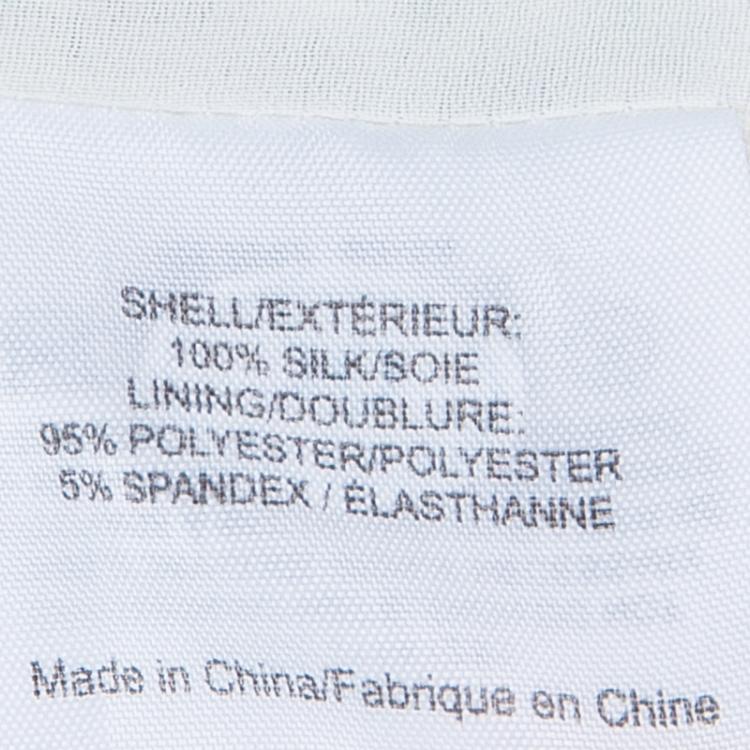 SHELL/EXTÉRIEUR:
100% SILK/SOIE
LINING/DOUBLURE:
95% POLYESTER/POLYESTER
5% SPANDEX / ÉLASTHANNE
Made in China/Fabrique en Chine